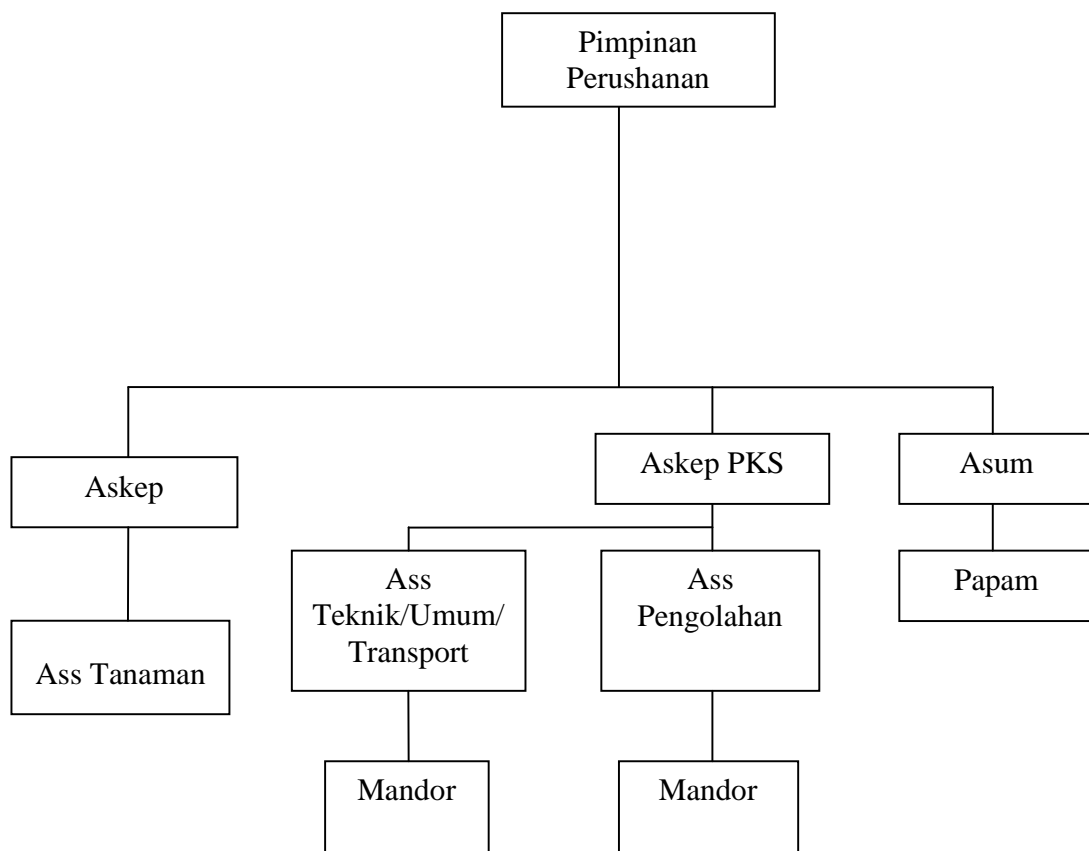 Pimpinan
Perushanan
Askep
Askep PKS
Asum
Ass
Teknik/Umum/
Transport
Ass
Pengolahan
Papam
Ass Tanaman
Mandor
Mandor